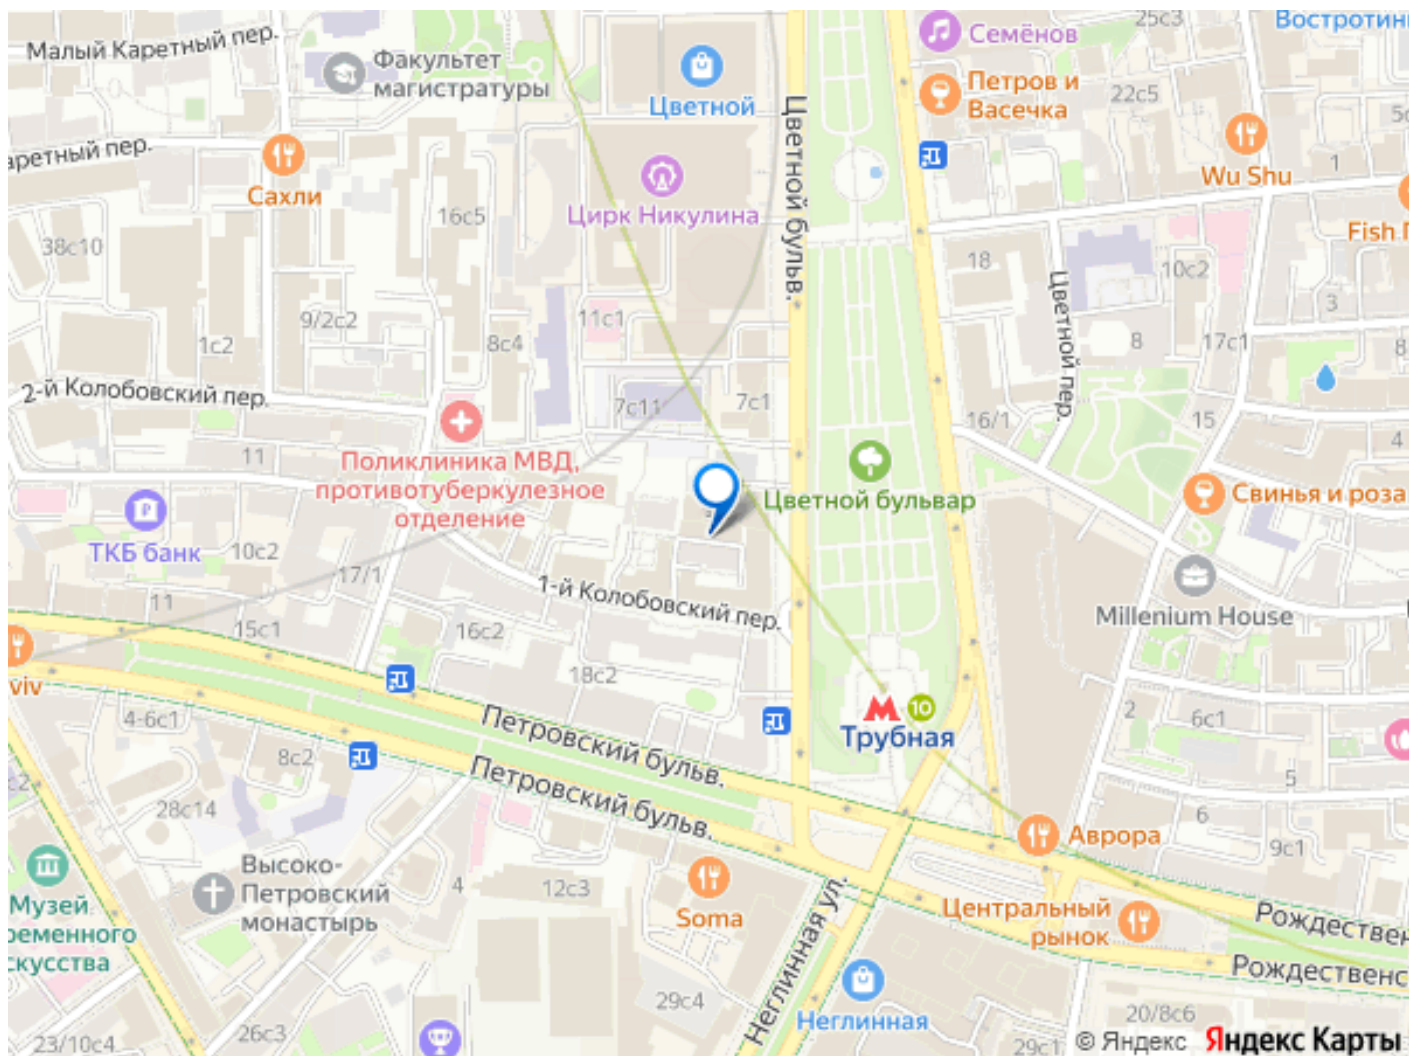 25с3
Востротин
Малый Каретный пер.
Факультет
магистратуры
Цветной
Семёнов
Петров и
Васечка
22с5
Wu Shu
1
аретный пер.
Сахли
16с5
Цирк Никулина
Цветной бульв.
38с10
18
10с2
Fish
Цветной пер.
3
9/2с2
11с1
1с2
8с4
8
17с1
8
2-й Колобовский пер.
7с11
7с1
16/1
15
4
11
Поликлиника МВД,
противотуберкулезное
отделение
Цветной бульвар
Свинья и роза
ТКБ банк
10с2
17/1
1-й Колобовский пер.
Millenium House
11
15с1
16с2
18с2
viv
4-6с1
Петровский бульв.
10
Трубная
2
6с1
8с2
Петровский бульв.
5
28с14
6
Аврора
9с1
Высоко-
Петровский
монастырь
4
12с3
Soma
Музей
ременного
скусства
Неглинная ул.
Центральный
рынок
Рождествен
Рождественс
29с4
Неглинная
20/8с6
26с3
23/10с4
29с1
© Яндекс Яндекс Карты